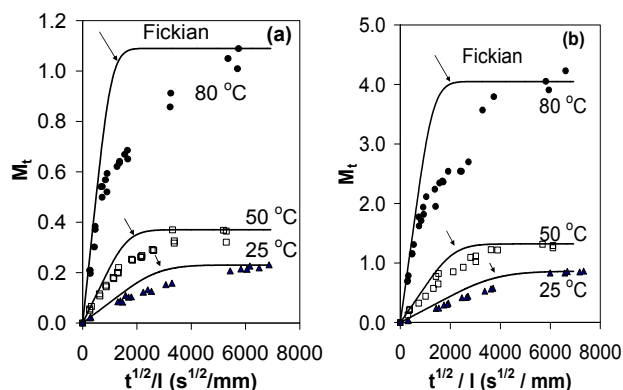 (a)
Fickian
80 °C
50 °C
25 °C
M_t
1.2
1.0
0.8
0.6
0.4
0.2
0.0
0 2000 4000 6000 8000
t^1/2/l (s^1/2/mm)
(b)
Fickian
80 °C
50 °C
25 °C
M_t
5.0
4.0
3.0
2.0
1.0
0.0
0 2000 4000 6000 8000
t^1/2 / l (s^1/2 / mm)